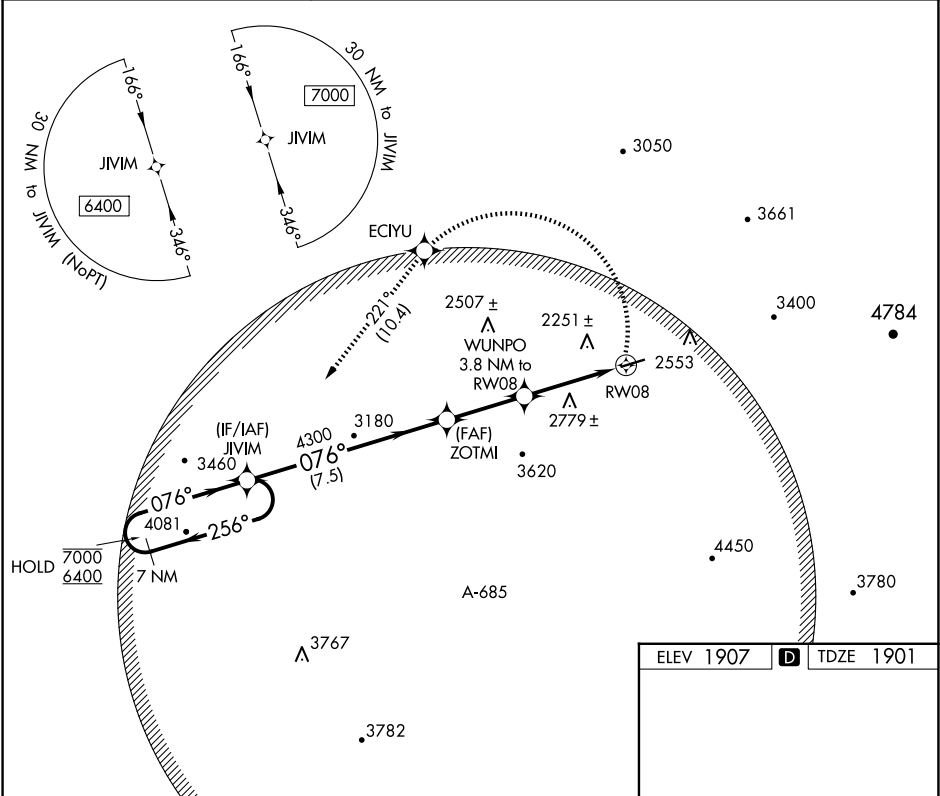 166°
30 NM to JIVIM (NoPT)
JIVIM
6400
346°
166°
30 NM to JIVIM
7000
JIVIM
346°
3050
3661
ECIYU
3400
4784
221°
(10.4)
2507 ±
2251 ±
WUNPO
3.8 NM to
RW08
2553
RW08
2779 ±
(IF/IAF)
JIVIM
4300
3180
076°
(7.5)
(FAF)
ZOTMI
3460
3620
076°
4081
256°
HOLD
7000
6400
7 NM
4450
A-685
3780
3767
ELEV 1907
D
TDZE 1901
3782